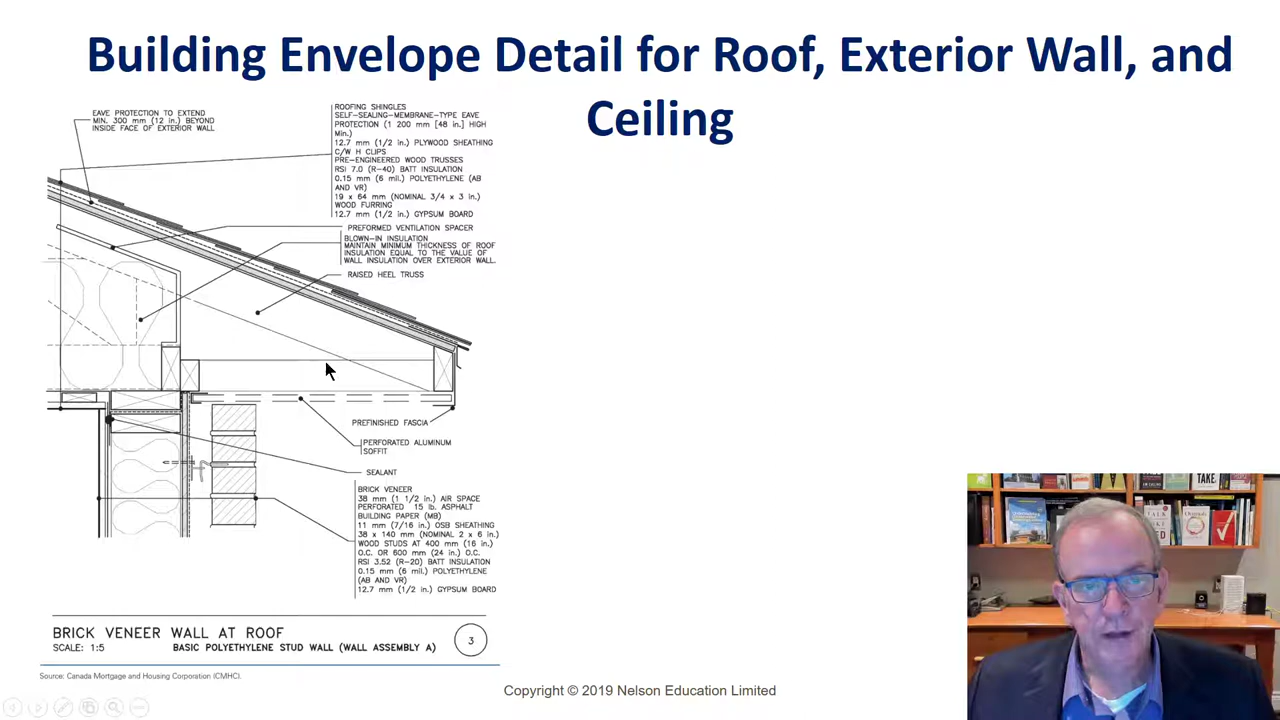 Building Envelope Detail for Roof, Exterior Wall, and
Ceiling
EAVE PROTECTION TO EXTEND
MIN. 300 mm (12 in.) BEYOND
INSIDE FACE OF EXTERIOR WALL
ROOFING SHINGLES
SELF-SEALING-MEMBRANE-TYPE EAVE
PROTECTION (1 200 mm [48 in.] HIGH
Min.)
12.7 mm (1/2 in.) PLYWOOD SHEATHING
C/W H CLIPS
PRE-ENGINEERED WOOD TRUSSES
RSI 7.0 (R-40) BATT INSULATION
0.15 mm (6 mil.) POLYETHYLENE (AB
AND VR)
19 x 64 mm (NOMINAL 3/4 x 3 in.)
WOOD FURRING
12.7 mm (1/2 in.) GYPSUM BOARD
PREFORMED VENTILATION SPACER
BLOWN-IN INSULATION
MAINTAIN MINIMUM THICKNESS OF ROOF
INSULATION EQUAL TO THE VALUE OF
WALL INSULATION OVER EXTERIOR WALL.
RAISED HEEL TRUSS
PREFINISHED FASCIA
PERFORATED ALUMINUM
SOFFIT
SEALANT
BRICK VENEER
38 mm (1 1/2 in.) AIR SPACE
PERFORATED 15 lb. ASPHALT
BUILDING PAPER (MB)
11 mm (7/16 in.) OSB SHEATHING
38 x 140 mm (NOMINAL 2 x 6 in.)
WOOD STUDS AT 400 mm (16 in.)
O.C. OR 600 mm (24 in.) O.C.
RSI 3.52 (R-20) BATT INSULATION
0.15 mm (6 mil.) POLYETHYLENE
(AB AND VR)
12.7 mm (1/2 in.) GYPSUM BOARD
BRICK VENEER WALL AT ROOF
SCALE: 1:5 BASIC POLYETHYLENE STUD WALL (WALL ASSEMBLY A)
3
Source: Canada Mortgage and Housing Corporation (CMHC).
Copyright © 2019 Nelson Education Limited
TAKE.